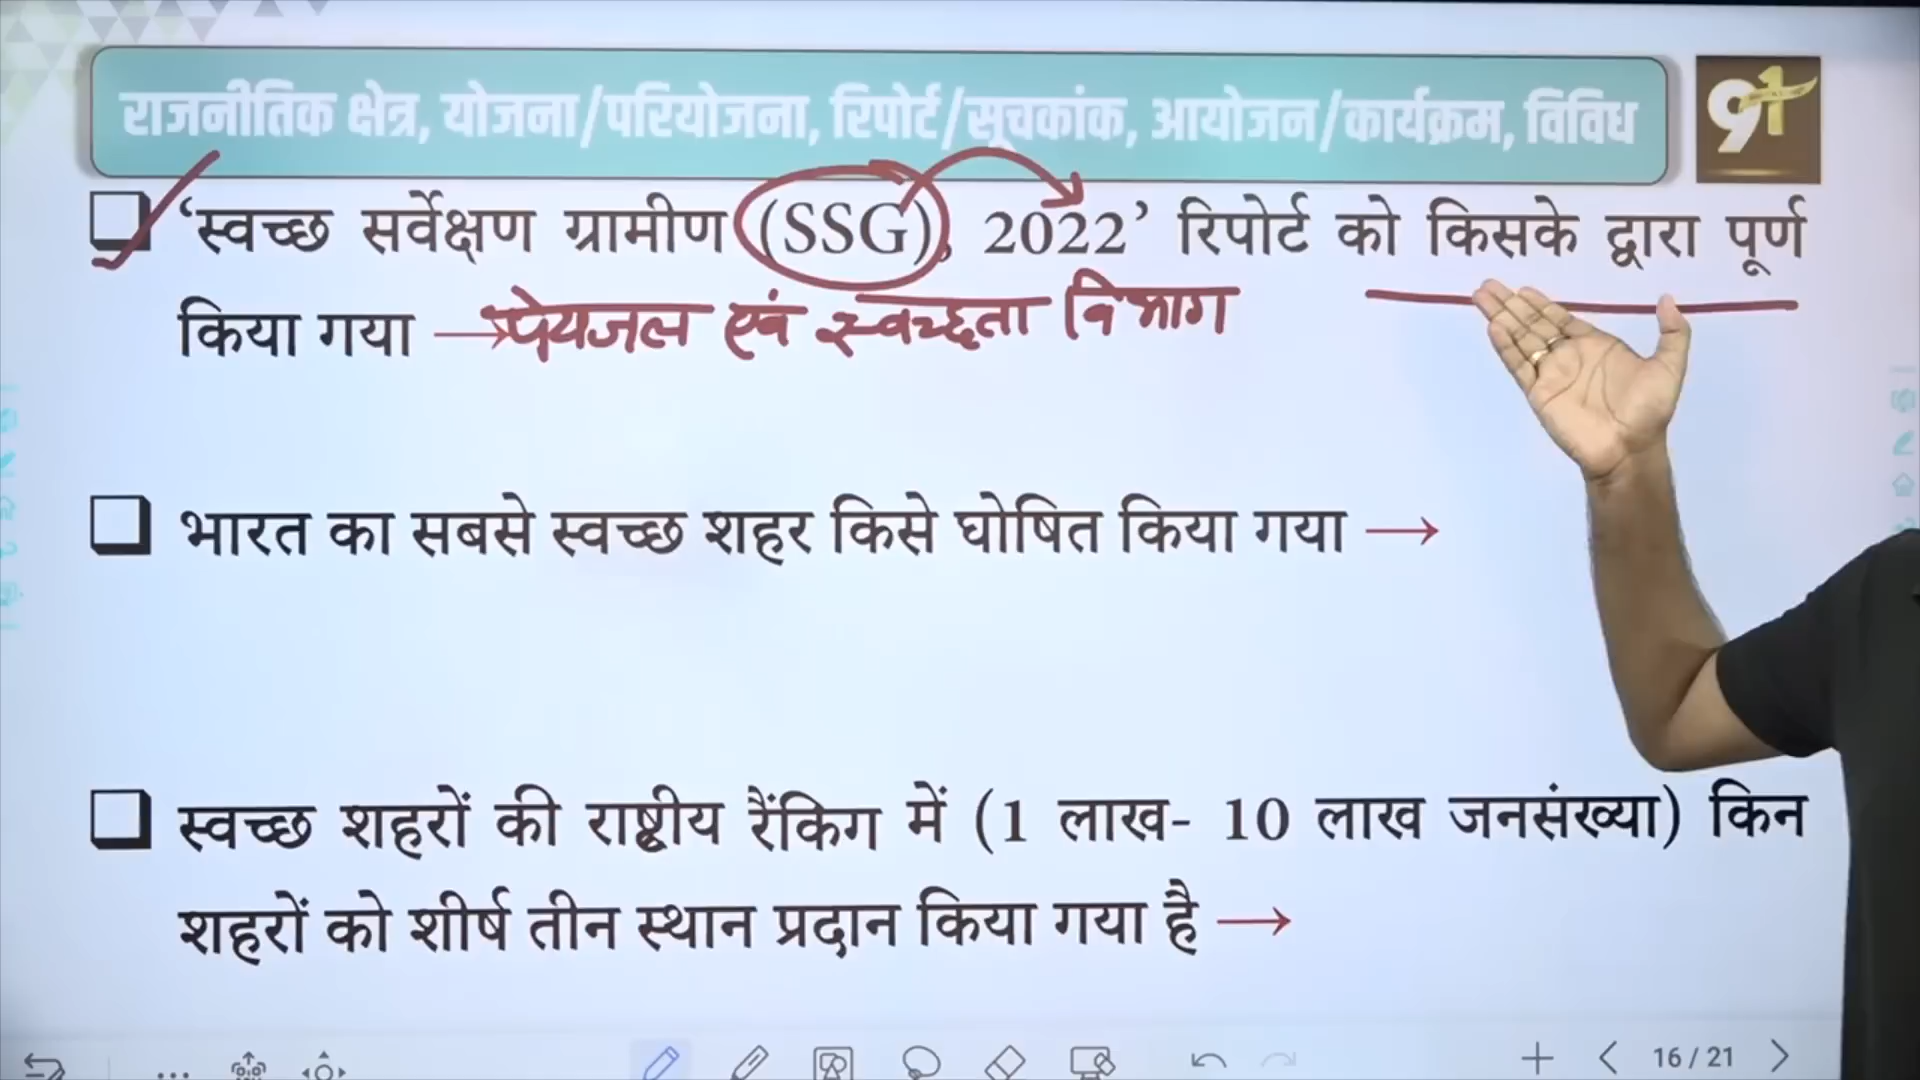 राजनीतिक क्षेत्र, योजना/परियोजना, रिपोर्ट/सूचकांक, आयोजन/कार्यक्रम, विविध
91
‘स्वच्छ सर्वेक्षण ग्रामीण (SSG), 2022’ रिपोर्ट को किसके द्वारा पूर्ण
किया गया → पेयजल एवं स्वच्छता विभाग
भारत का सबसे स्वच्छ शहर किसे घोषित किया गया →
स्वच्छ शहरों की राष्ट्रीय रैंकिग में (1 लाख- 10 लाख जनसंख्या) किन
शहरों को शीर्ष तीन स्थान प्रदान किया गया है →
16 / 21